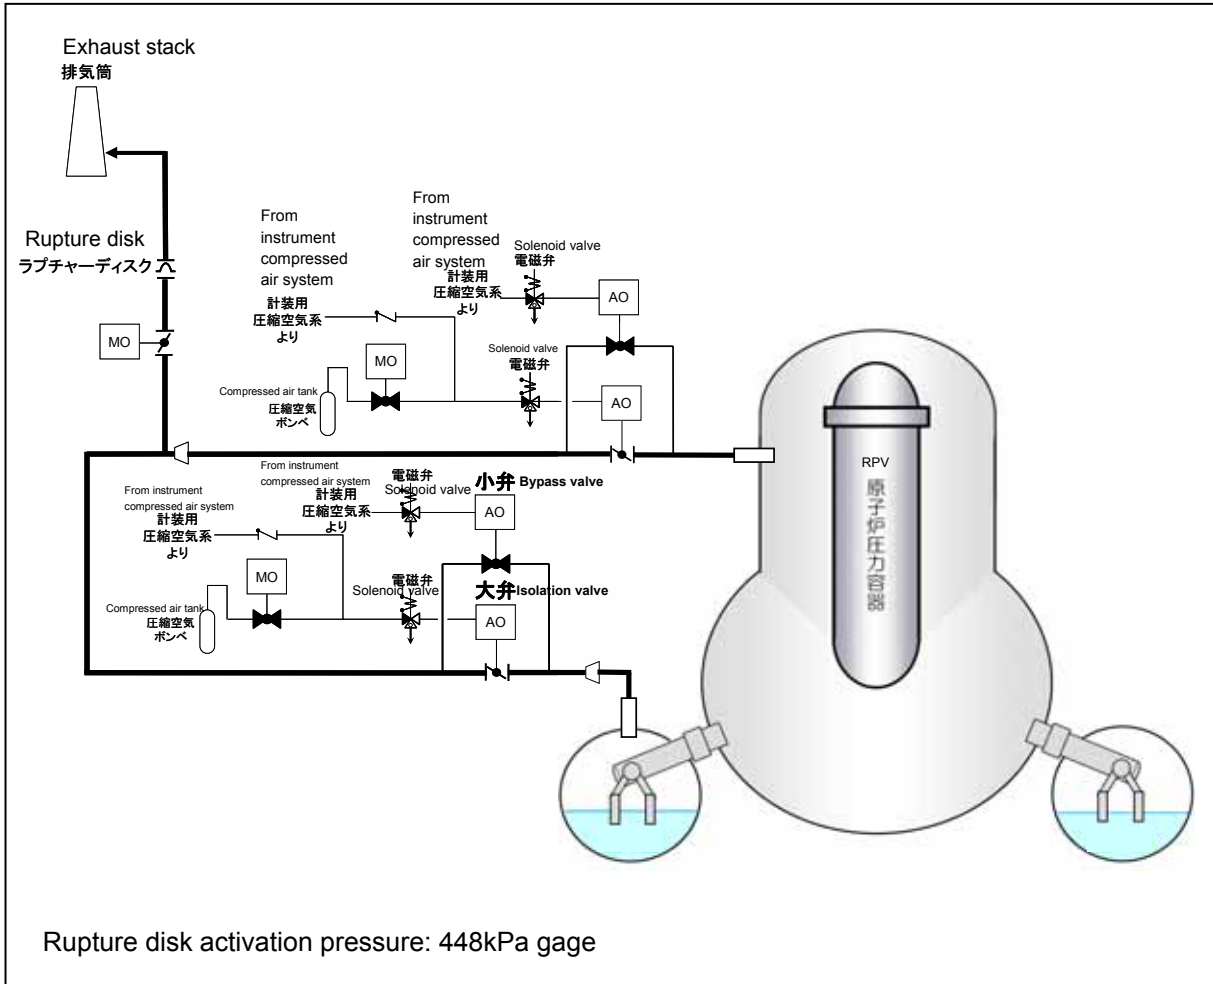 Exhaust stack
排気筒
Rupture disk
ラプチャーディスク
MO
From
instrument
compressed
air system
計装用
圧縮空気系
より
From
instrument
compressed
air system
計装用
圧縮空気系
より
Solenoid valve
電磁弁
AO
MO
Compressed air tank
圧縮空気
ボンベ
Solenoid valve
電磁弁
AO
RPV
原子炉圧力容器
From instrument
compressed air system
計装用
圧縮空気系
より
From instrument
compressed air system
計装用
圧縮空気系
より
電磁弁
Solenoid valve
小弁 Bypass valve
AO
MO
Compressed air tank
圧縮空気
ボンベ
電磁弁
Solenoid valve
大弁 Isolation valve
AO
Rupture disk activation pressure: 448kPa gage